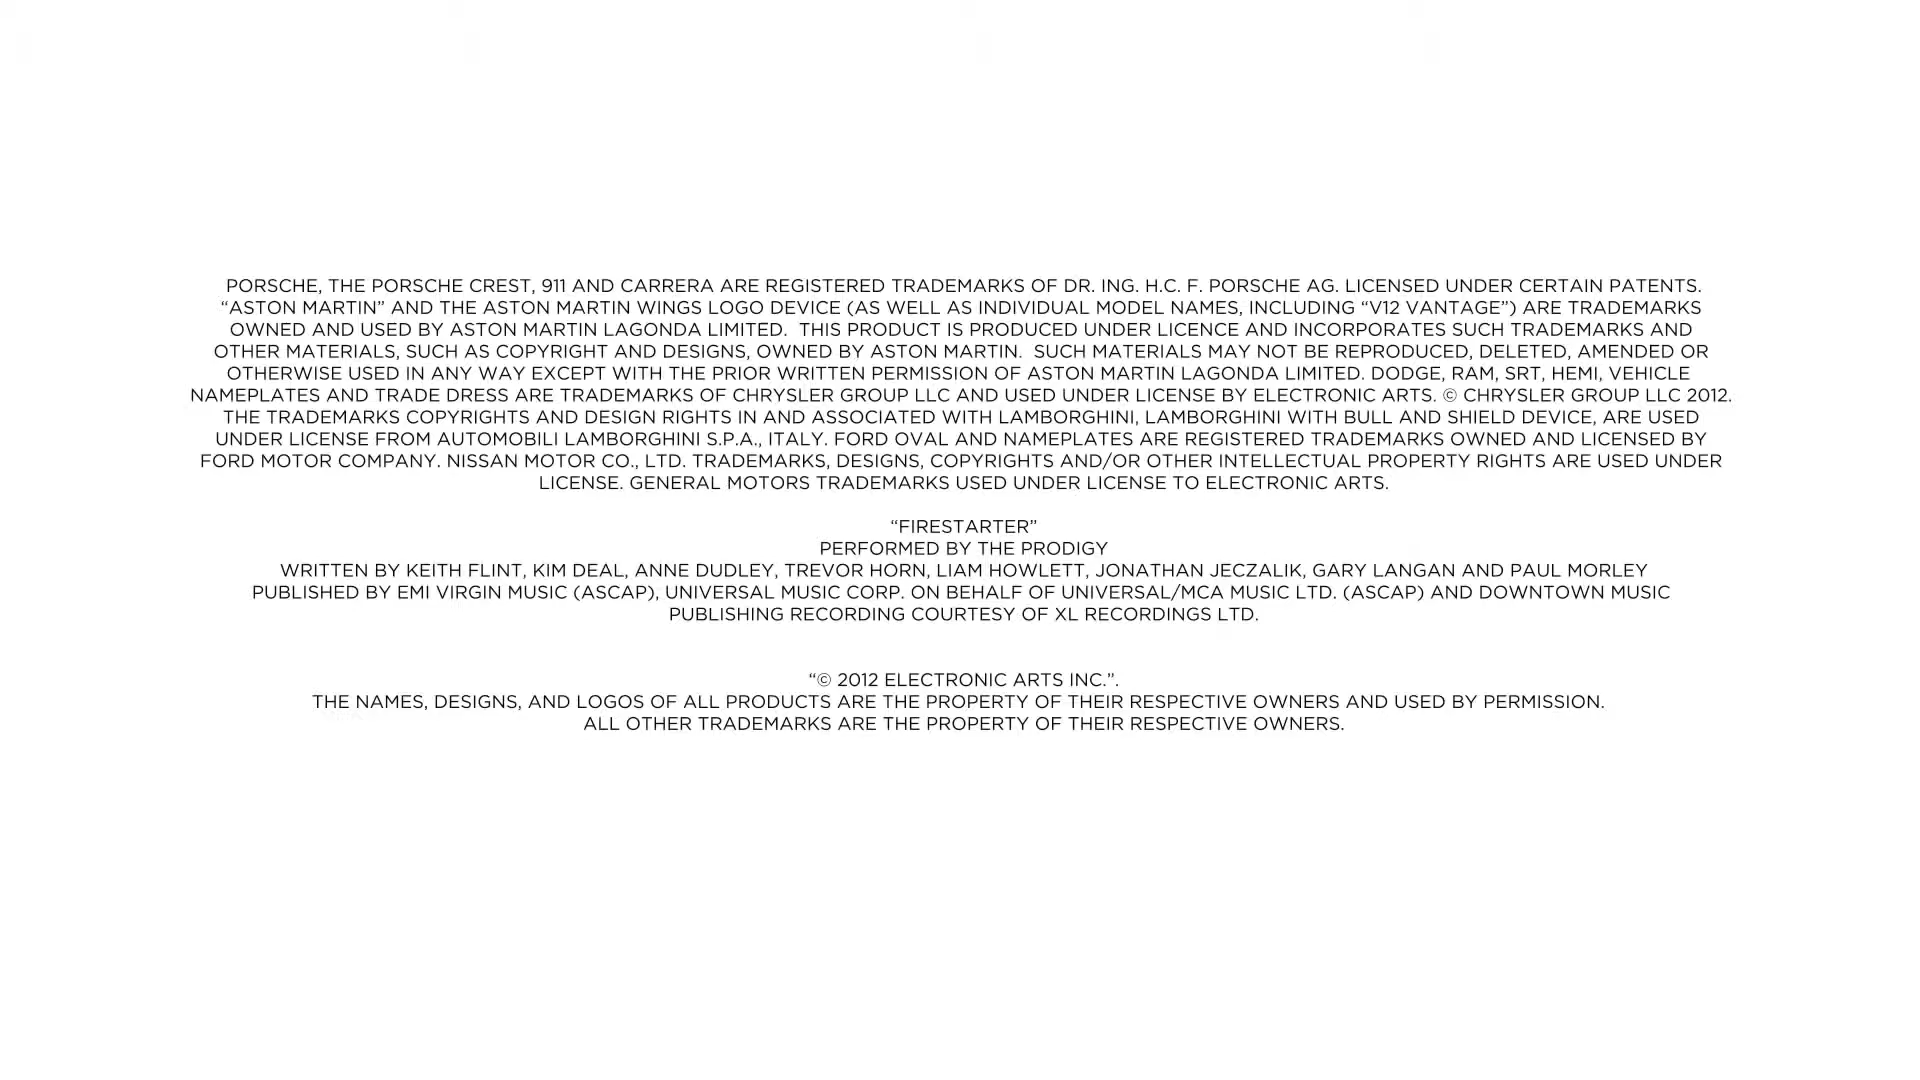 PORSCHE, THE PORSCHE CREST, 911 AND CARRERA ARE REGISTERED TRADEMARKS OF DR. ING. H.C. F. PORSCHE AG. LICENSED UNDER CERTAIN PATENTS.
“ASTON MARTIN” AND THE ASTON MARTIN WINGS LOGO DEVICE (AS WELL AS INDIVIDUAL MODEL NAMES, INCLUDING “V12 VANTAGE”) ARE TRADEMARKS
OWNED AND USED BY ASTON MARTIN LAGONDA LIMITED.  THIS PRODUCT IS PRODUCED UNDER LICENCE AND INCORPORATES SUCH TRADEMARKS AND
OTHER MATERIALS, SUCH AS COPYRIGHT AND DESIGNS, OWNED BY ASTON MARTIN.  SUCH MATERIALS MAY NOT BE REPRODUCED, DELETED, AMENDED OR
OTHERWISE USED IN ANY WAY EXCEPT WITH THE PRIOR WRITTEN PERMISSION OF ASTON MARTIN LAGONDA LIMITED. DODGE, RAM, SRT, HEMI, VEHICLE
NAMEPLATES AND TRADE DRESS ARE TRADEMARKS OF CHRYSLER GROUP LLC AND USED UNDER LICENSE BY ELECTRONIC ARTS. © CHRYSLER GROUP LLC 2012.
THE TRADEMARKS COPYRIGHTS AND DESIGN RIGHTS IN AND ASSOCIATED WITH LAMBORGHINI, LAMBORGHINI WITH BULL AND SHIELD DEVICE, ARE USED
UNDER LICENSE FROM AUTOMOBILI LAMBORGHINI S.P.A., ITALY. FORD OVAL AND NAMEPLATES ARE REGISTERED TRADEMARKS OWNED AND LICENSED BY
FORD MOTOR COMPANY. NISSAN MOTOR CO., LTD. TRADEMARKS, DESIGNS, COPYRIGHTS AND/OR OTHER INTELLECTUAL PROPERTY RIGHTS ARE USED UNDER
LICENSE. GENERAL MOTORS TRADEMARKS USED UNDER LICENSE TO ELECTRONIC ARTS.
“FIRESTARTER”
PERFORMED BY THE PRODIGY
WRITTEN BY KEITH FLINT, KIM DEAL, ANNE DUDLEY, TREVOR HORN, LIAM HOWLETT, JONATHAN JECZALIK, GARY LANGAN AND PAUL MORLEY
PUBLISHED BY EMI VIRGIN MUSIC (ASCAP), UNIVERSAL MUSIC CORP. ON BEHALF OF UNIVERSAL/MCA MUSIC LTD. (ASCAP) AND DOWNTOWN MUSIC
PUBLISHING RECORDING COURTESY OF XL RECORDINGS LTD.
“© 2012 ELECTRONIC ARTS INC.”.
THE NAMES, DESIGNS, AND LOGOS OF ALL PRODUCTS ARE THE PROPERTY OF THEIR RESPECTIVE OWNERS AND USED BY PERMISSION.
ALL OTHER TRADEMARKS ARE THE PROPERTY OF THEIR RESPECTIVE OWNERS.